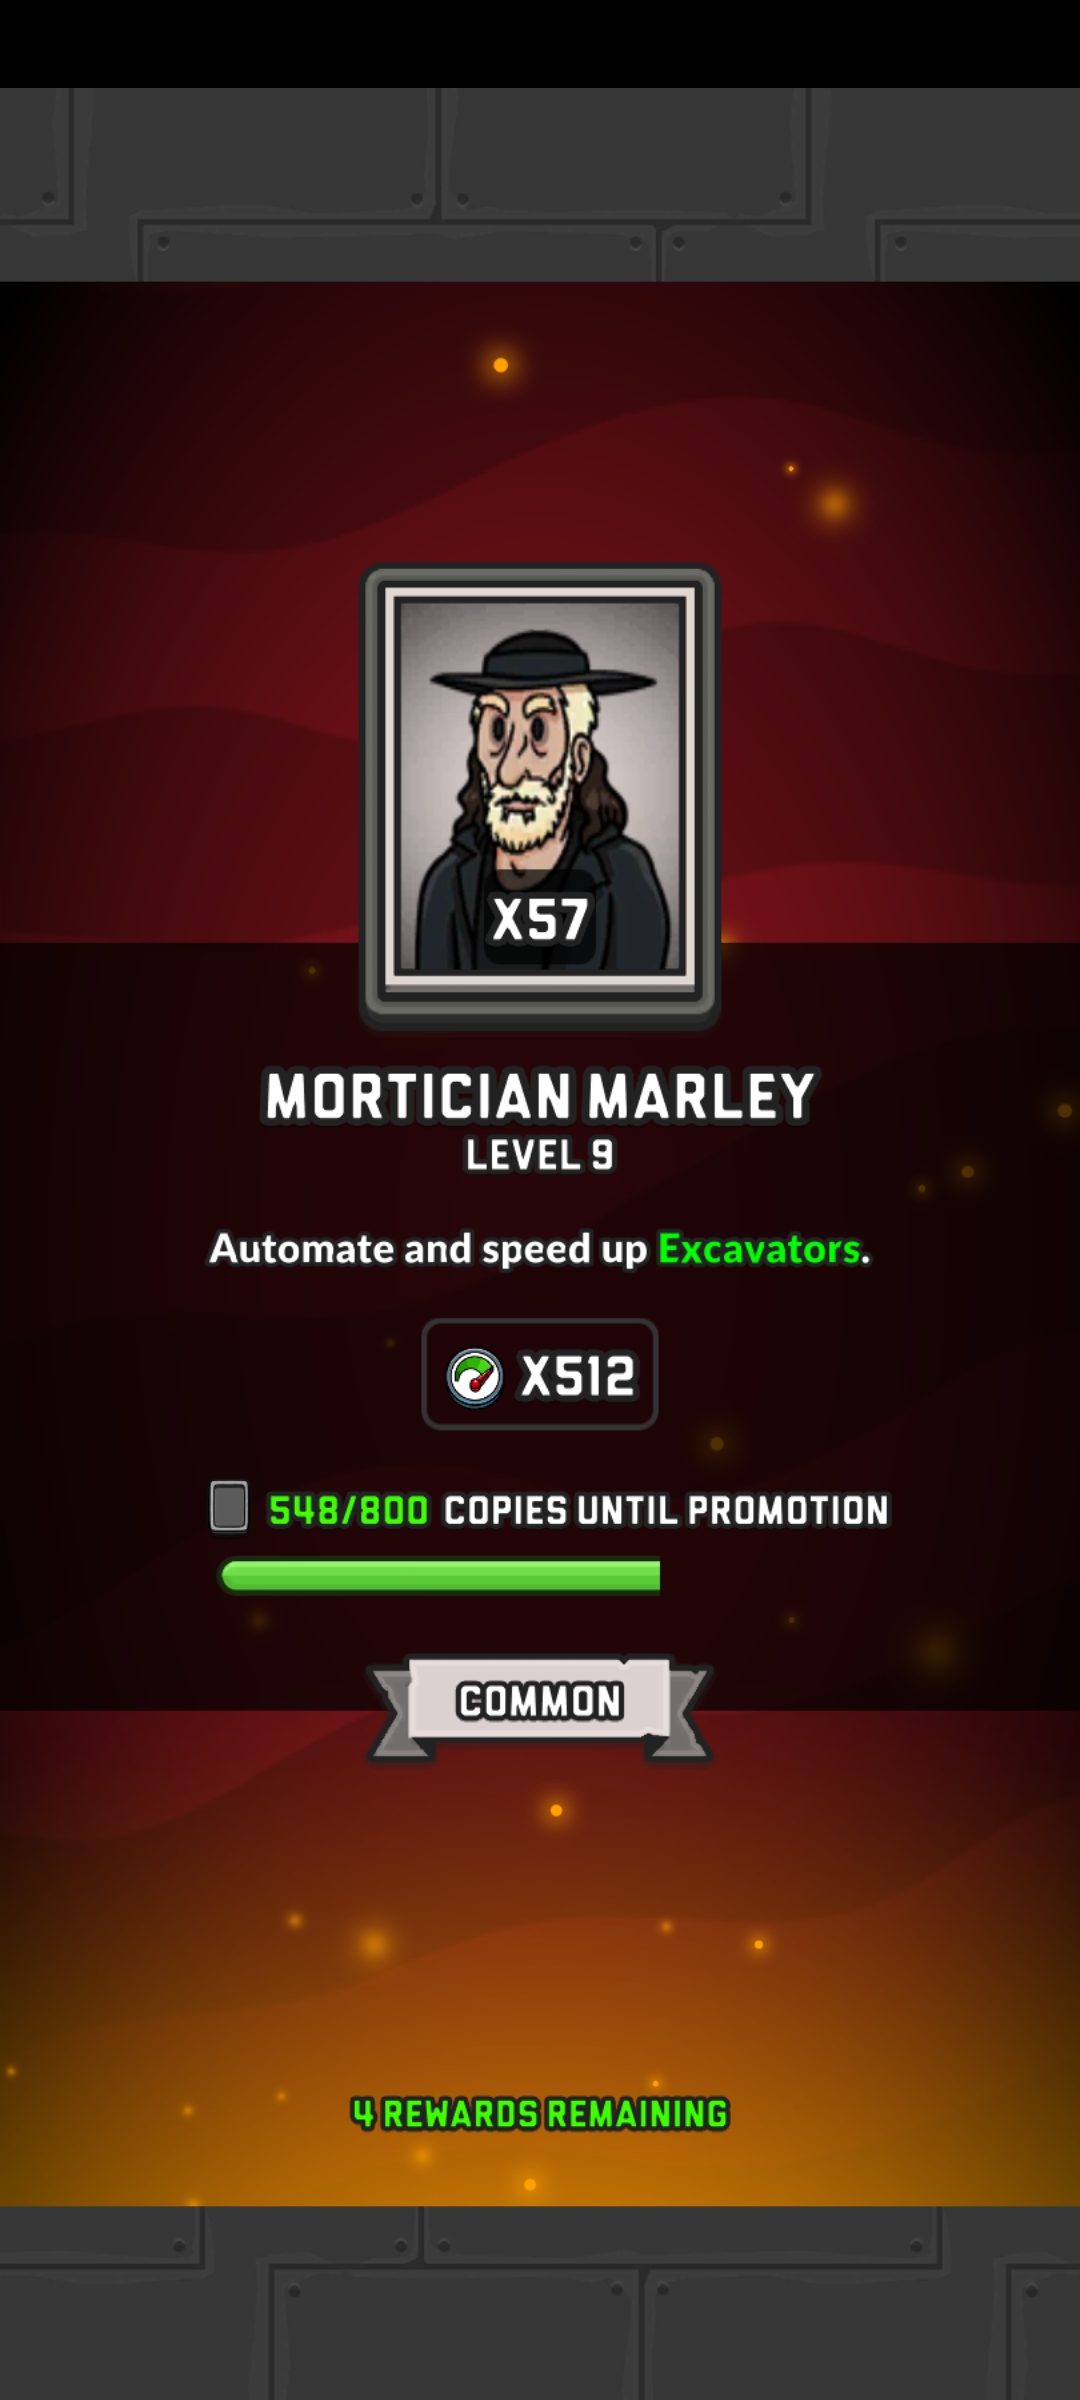 X57
MORTICIAN MARLEY
LEVEL 9
Automate and speed up Excavators.
X512
548/800 COPIES UNTIL PROMOTION
COMMON
4 REWARDS REMAINING